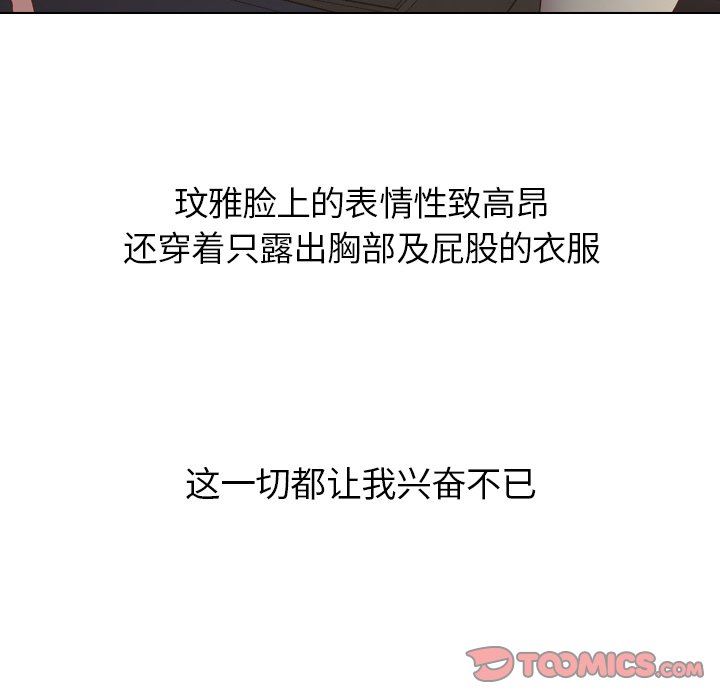 玟雅脸上的表情性致高昂
还穿着只露出胸部及屁股的衣服
这一切都让我兴奋不已
TOOMICS.COM